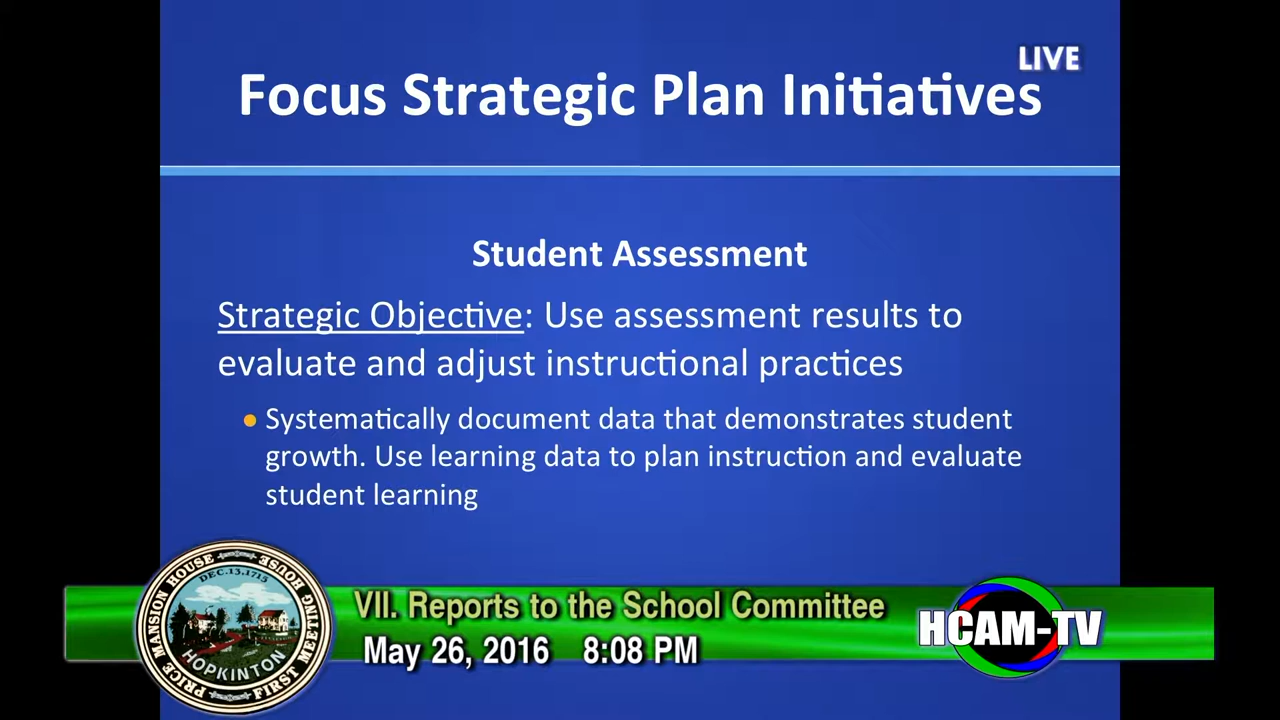 LIVE
Focus Strategic Plan Initiatives
Student Assessment
Strategic Objective: Use assessment results to
evaluate and adjust instructional practices
• Systematically document data that demonstrates student
growth. Use learning data to plan instruction and evaluate
student learning
VII. Reports to the School Committee
May 26, 2016 8:08 PM
PRICE MANSION HOUSE
HOUSE FIRST MEETING
DEC.13.1715
HOPKINTON
HCAM-TV